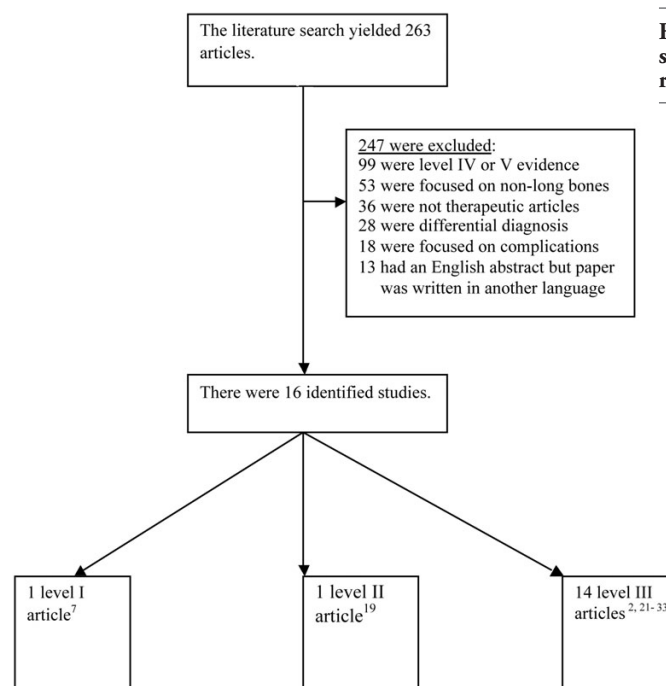 The literature search yielded 263
articles.
247 were excluded:
99 were level IV or V evidence
53 were focused on non-long bones
36 were not therapeutic articles
28 were differential diagnosis
18 were focused on complications
13 had an English abstract but paper
was written in another language
There were 16 identified studies.
1 level I
article7
1 level II
article19
14 level III
articles2, 21-33